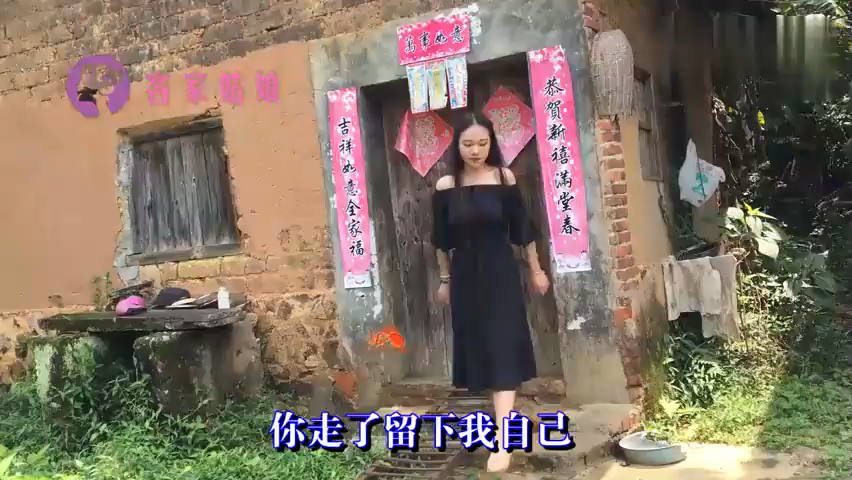 萬事如意
客家姑娘
恭贺新禧满堂春
吉祥如意全家福
你走了留下我自己